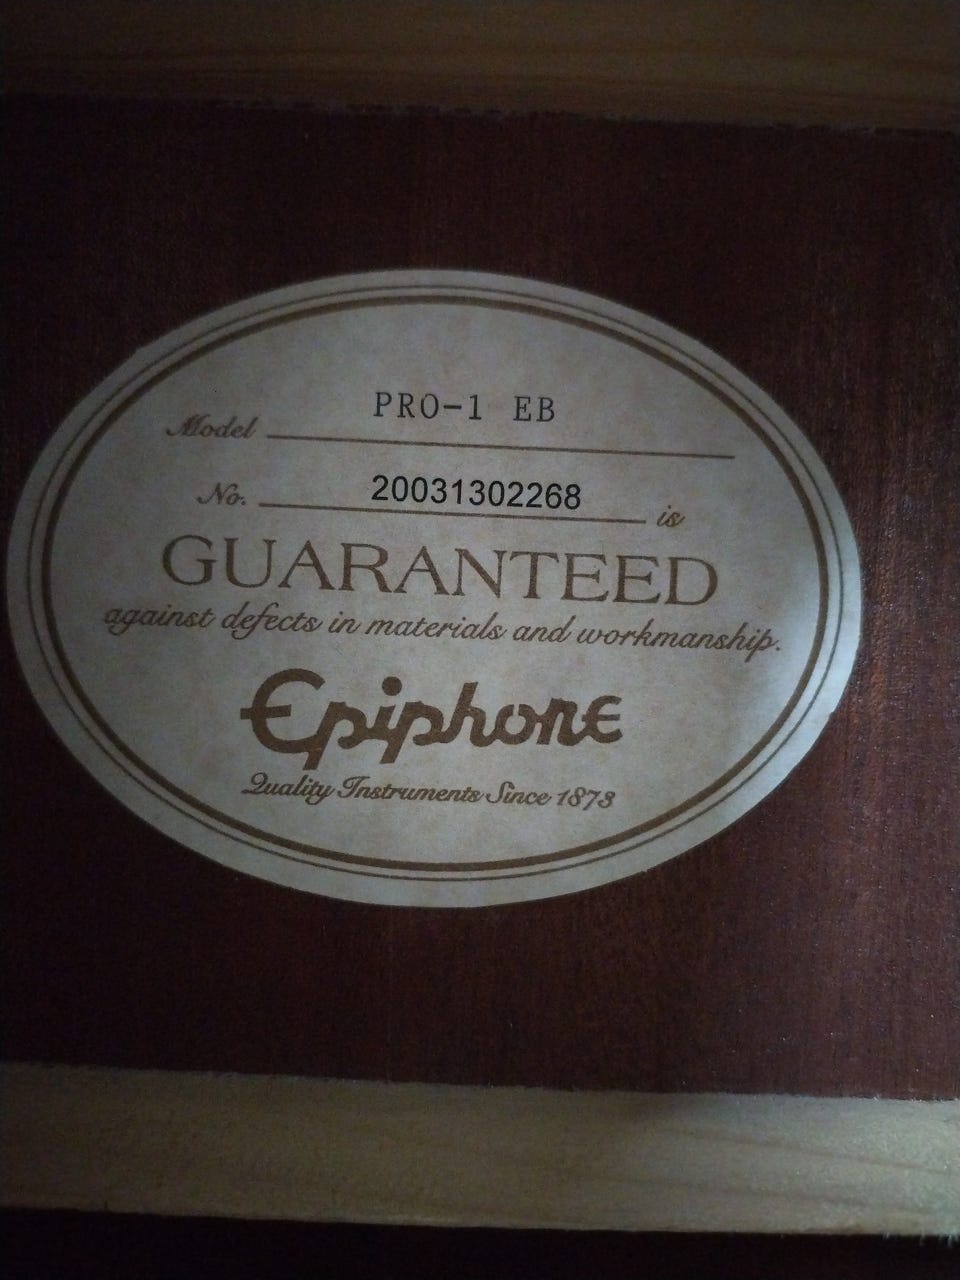 Model PRO-1 EB
No. 20031302268 is
GUARANTEED
against defects in materials and workmanship.
Epiphone
Quality Instruments Since 1873